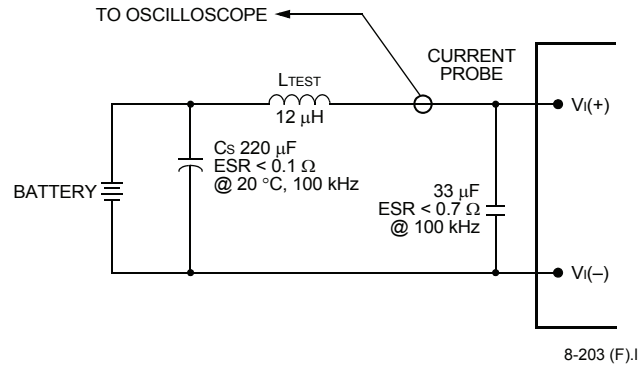 TO OSCILLOSCOPE
CURRENT
PROBE
LTEST
12 μH
VI(+)
CS 220 μF
ESR < 0.1 Ω
@ 20 °C, 100 kHz
BATTERY
33 μF
ESR < 0.7 Ω
@ 100 kHz
VI(–)
8-203 (F).l